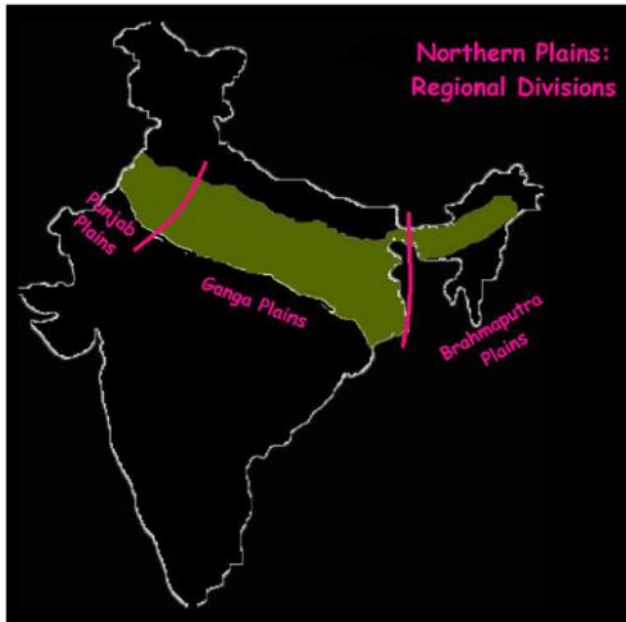 Northern Plains:
Regional Divisions
Punjab
Plains
Ganga Plains
Brahmaputra
Plains